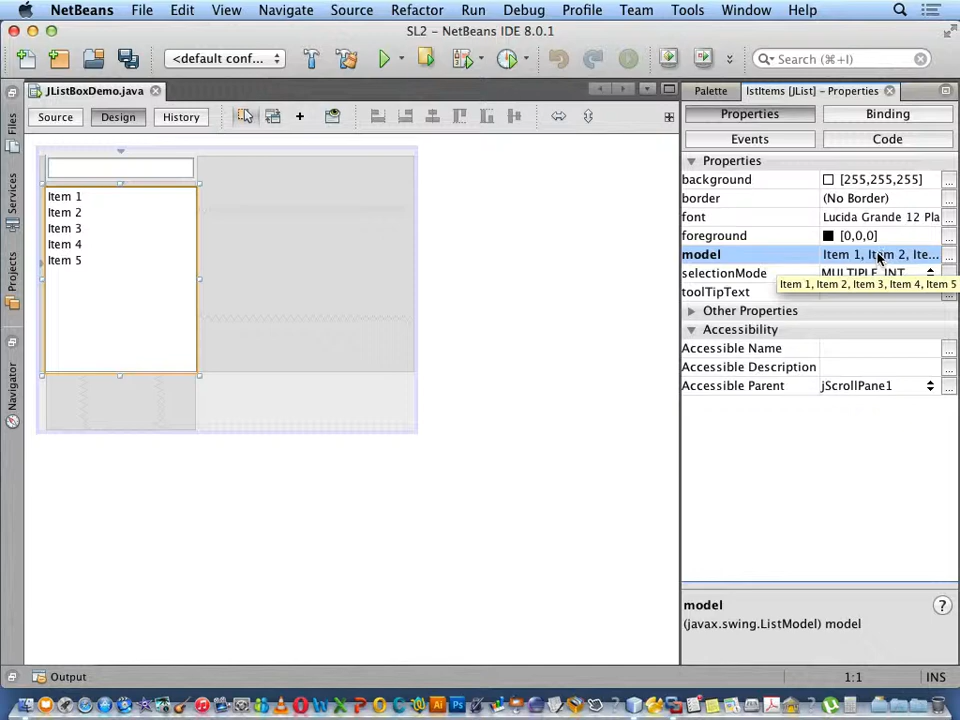 NetBeans File Edit View Navigate Source Refactor Run Debug Profile Team Tools Window Help
SL2 – NetBeans IDE 8.0.1
<default conf... Search (⌘+I)
JListBoxDemo.java
Source Design History
Files
Services
Projects
Navigator
Item 1
Item 2
Item 3
Item 4
Item 5
Palette lstItems [JList] – Properties
Properties Binding
Events Code
Properties
background [255,255,255] ...
border (No Border) ...
font Lucida Grande 12 Pla ...
foreground [0,0,0] ...
model Item 1, Item 2, Ite... ...
selectionMode MULTIPLE_INT ...
Item 1, Item 2, Item 3, Item 4, Item 5
toolTipText
Other Properties
Accessibility
Accessible Name ...
Accessible Description ...
Accessible Parent jScrollPane1 ...
model
(javax.swing.ListModel) model
?
Output 1:1 INS